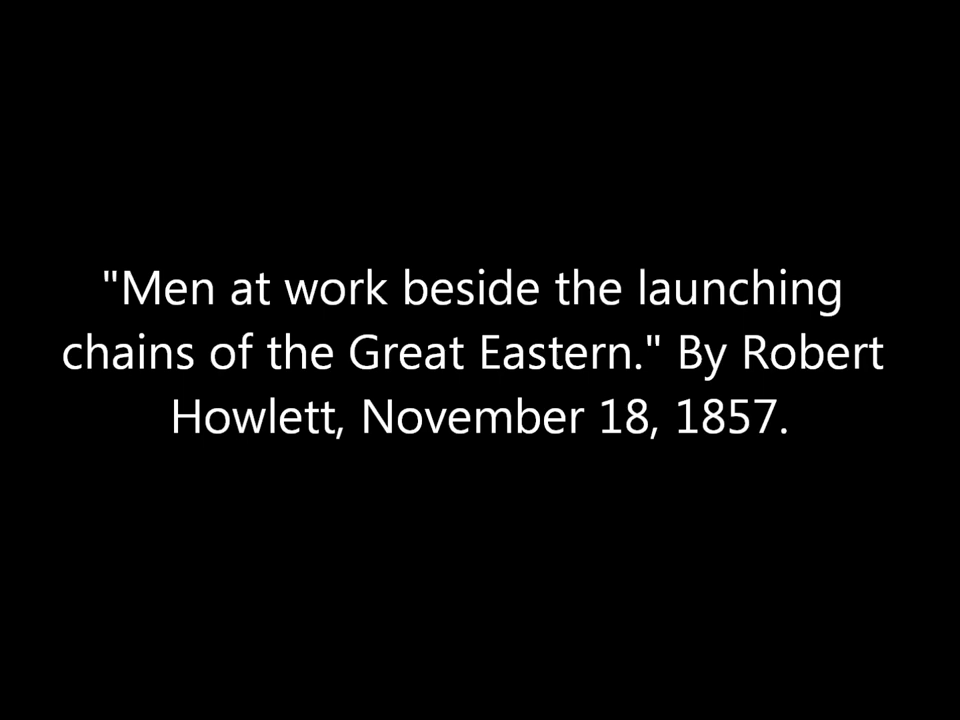 "Men at work beside the launching
chains of the Great Eastern." By Robert
Howlett, November 18, 1857.